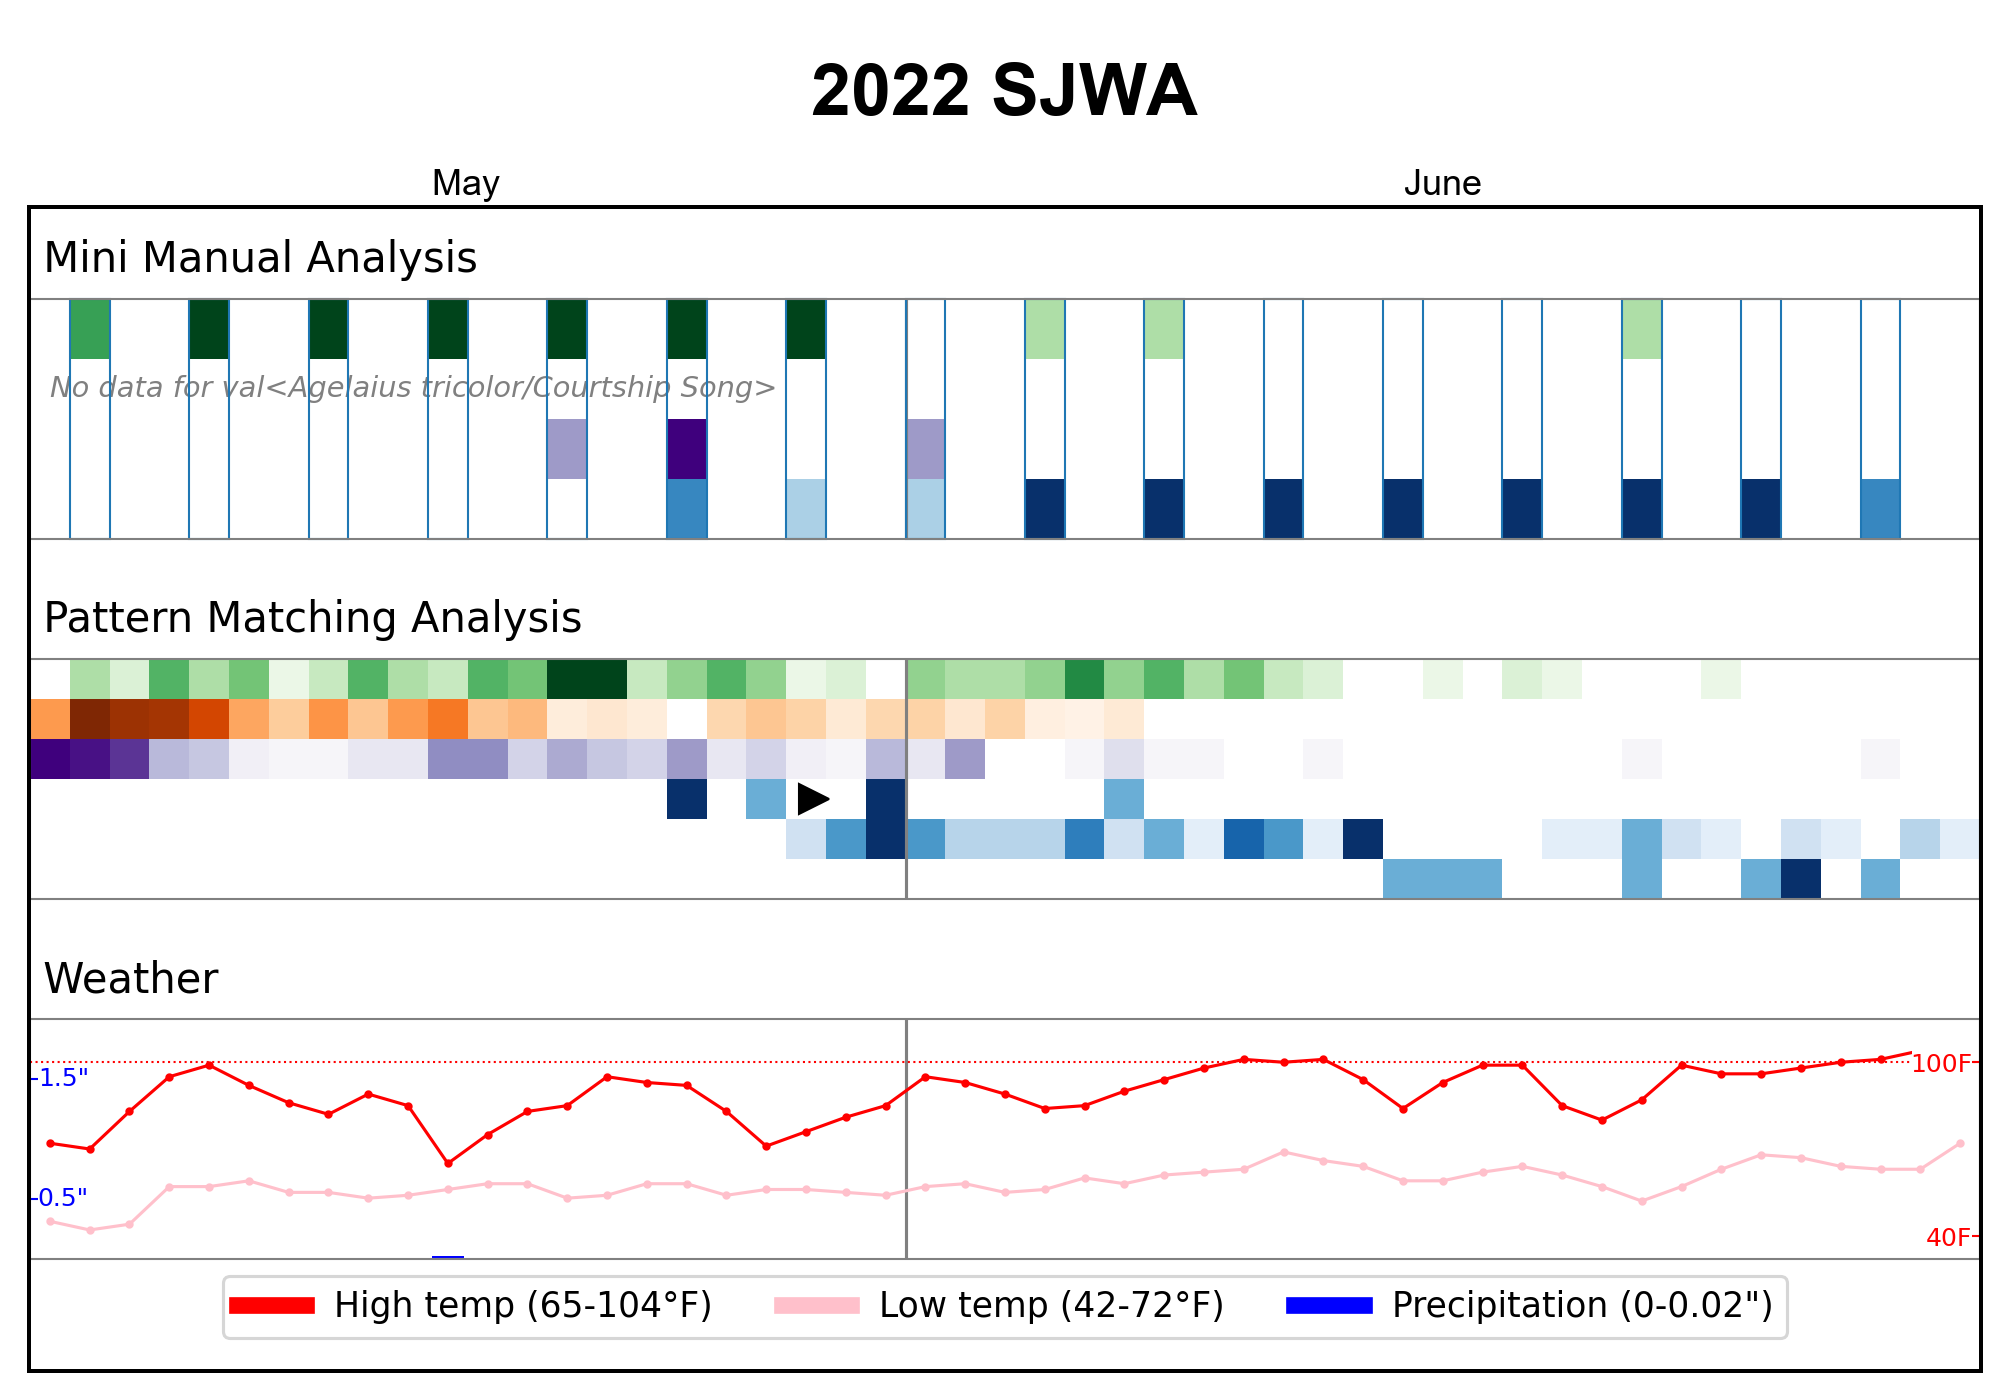 2022 SJWA
May June
Mini Manual Analysis
No data for val<Agelaius tricolor/Courtship Song>
Pattern Matching Analysis
Weather
1.5" 100F
0.5"
40F
High temp (65-104°F) Low temp (42-72°F) Precipitation (0-0.02")